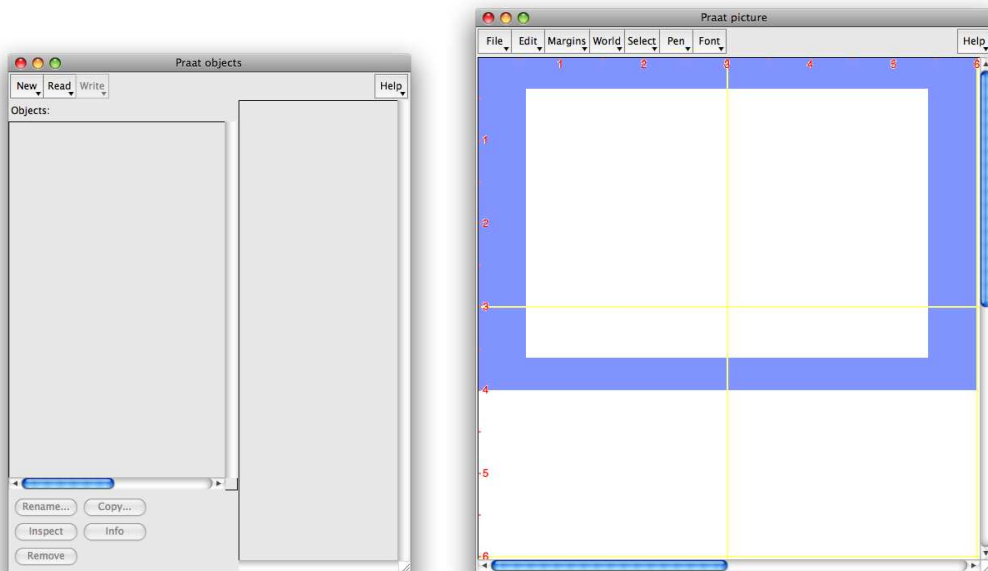 Praat objects
New Read Write Help
Objects:
Rename... Copy...
Inspect Info
Remove
Praat picture
File Edit Margins World Select Pen Font Help
1 2 3 4 5 6
1
2
3
4
5
6